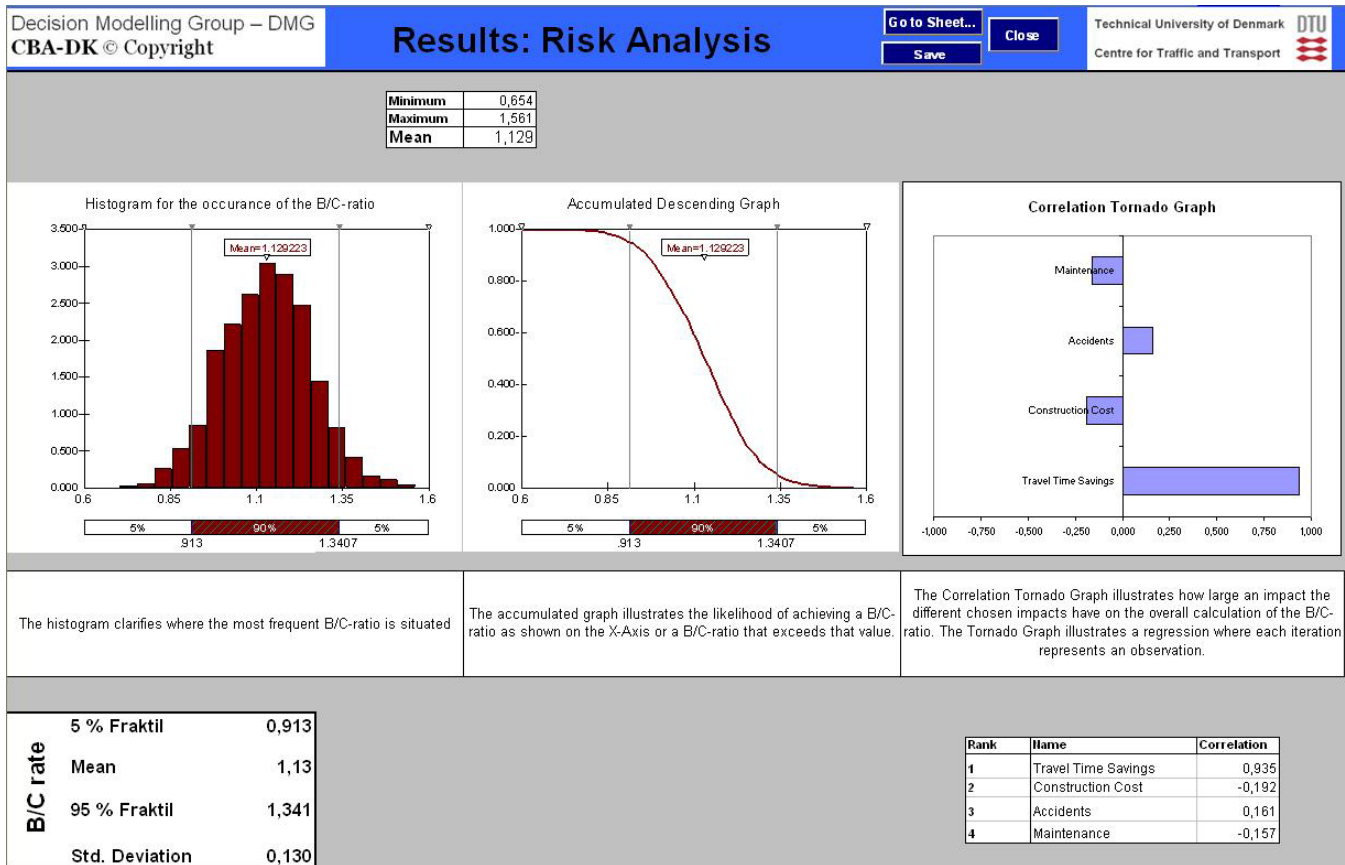 Decision Modelling Group – DMG
CBA-DK © Copyright
Results: Risk Analysis
Go to Sheet...
Save
Close
Technical University of Denmark
Centre for Traffic and Transport
DTU
Minimum 0,654
Maximum 1,561
Mean 1,129
Histogram for the occurance of the B/C-ratio
Mean=1.129223
3.500
3.000
2.500
2.000
1.500
1.000
0.500
0.000
0.6 0.85 1.1 1.35 1.6
5% 90% 5%
.913 1.3407
Accumulated Descending Graph
Mean=1.129223
1.000
0.800
0.600
0.400
0.200
0.000
0.6 0.85 1.1 1.35 1.6
5% 90% 5%
.913 1.3407
Correlation Tornado Graph
Maintenance
Accidents
Construction Cost
Travel Time Savings
-1,000 -0,750 -0,500 -0,250 0,000 0,250 0,500 0,750 1,000
The histogram clarifies where the most frequent B/C-ratio is situated
The accumulated graph illustrates the likelihood of achieving a B/C-
ratio as shown on the X-Axis or a B/C-ratio that exceeds that value.
The Correlation Tornado Graph illustrates how large an impact the
different chosen impacts have on the overall calculation of the B/C-
ratio. The Tornado Graph illustrates a regression where each iteration
represents an observation.
B/C rate
5 % Fraktil 0,913
Mean 1,13
95 % Fraktil 1,341
Std. Deviation 0,130
Rank Name Correlation
1 Travel Time Savings 0,935
2 Construction Cost -0,192
3 Accidents 0,161
4 Maintenance -0,157